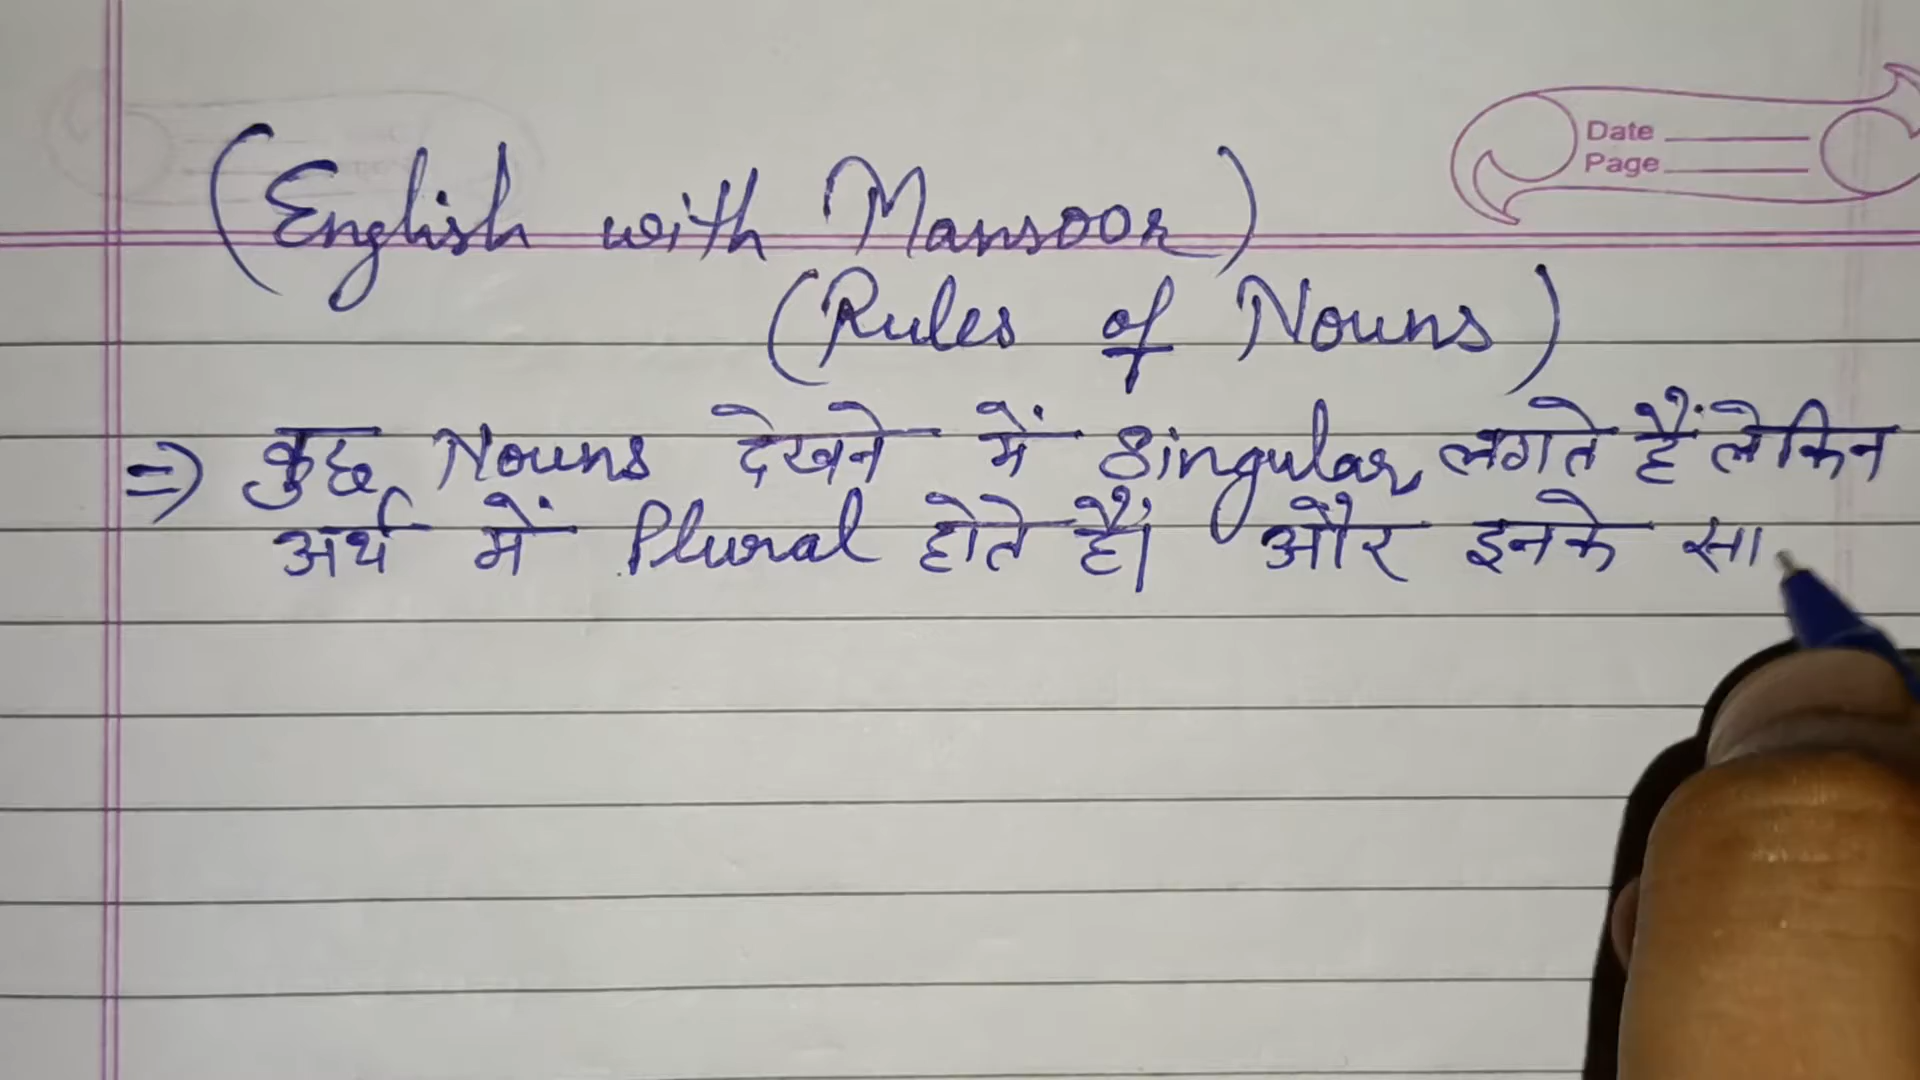 Date
Page
(English with Mansoor)
(Rules of Nouns)
⇒ कुछ Nouns देखने में Singular लगते हैं लेकिन
अर्थ में Plural होते हैं। और इनके सा